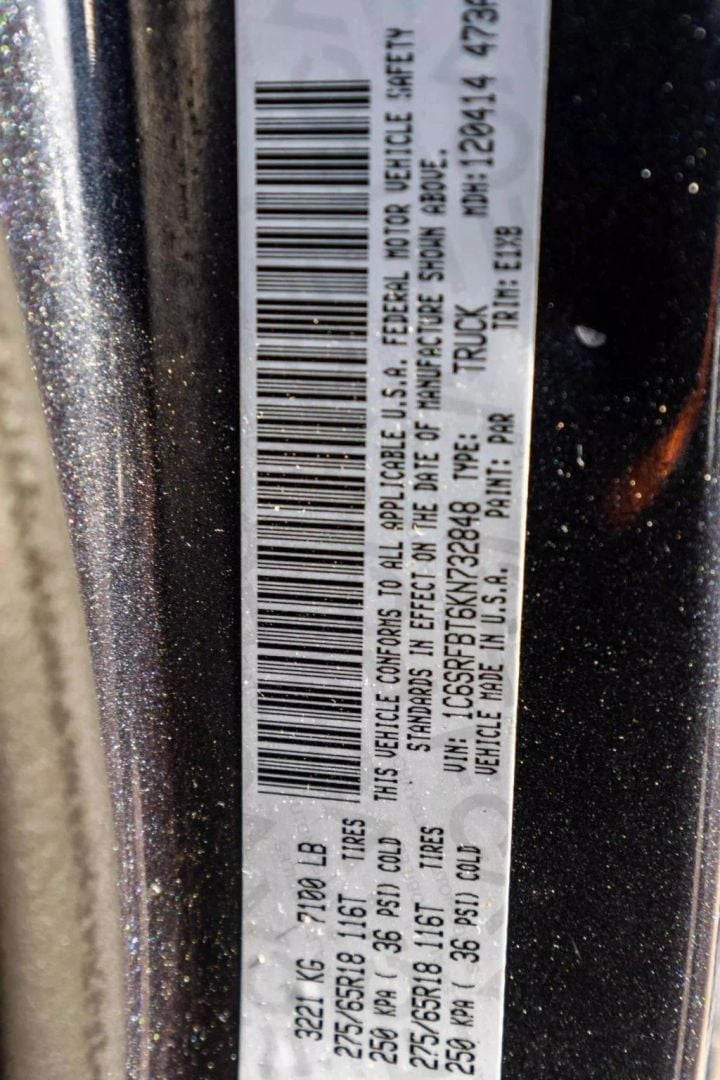 3221 KG 7100 LB
275/65R18 116T TIRES
250 KPA ( 36 PSI) COLD
275/65R18 116T TIRES
250 KPA ( 36 PSI) COLD
THIS VEHICLE CONFORMS TO ALL APPLICABLE U.S.A. FEDERAL MOTOR VEHICLE SAFETY
STANDARDS IN EFFECT ON THE DATE OF MANUFACTURE SHOWN ABOVE.
VIN: 1C6SRFBT6KN732848 TYPE: TRUCK MDH:120414 473A
VEHICLE MADE IN U.S.A. PAINT: PAR TRIM: E1X8